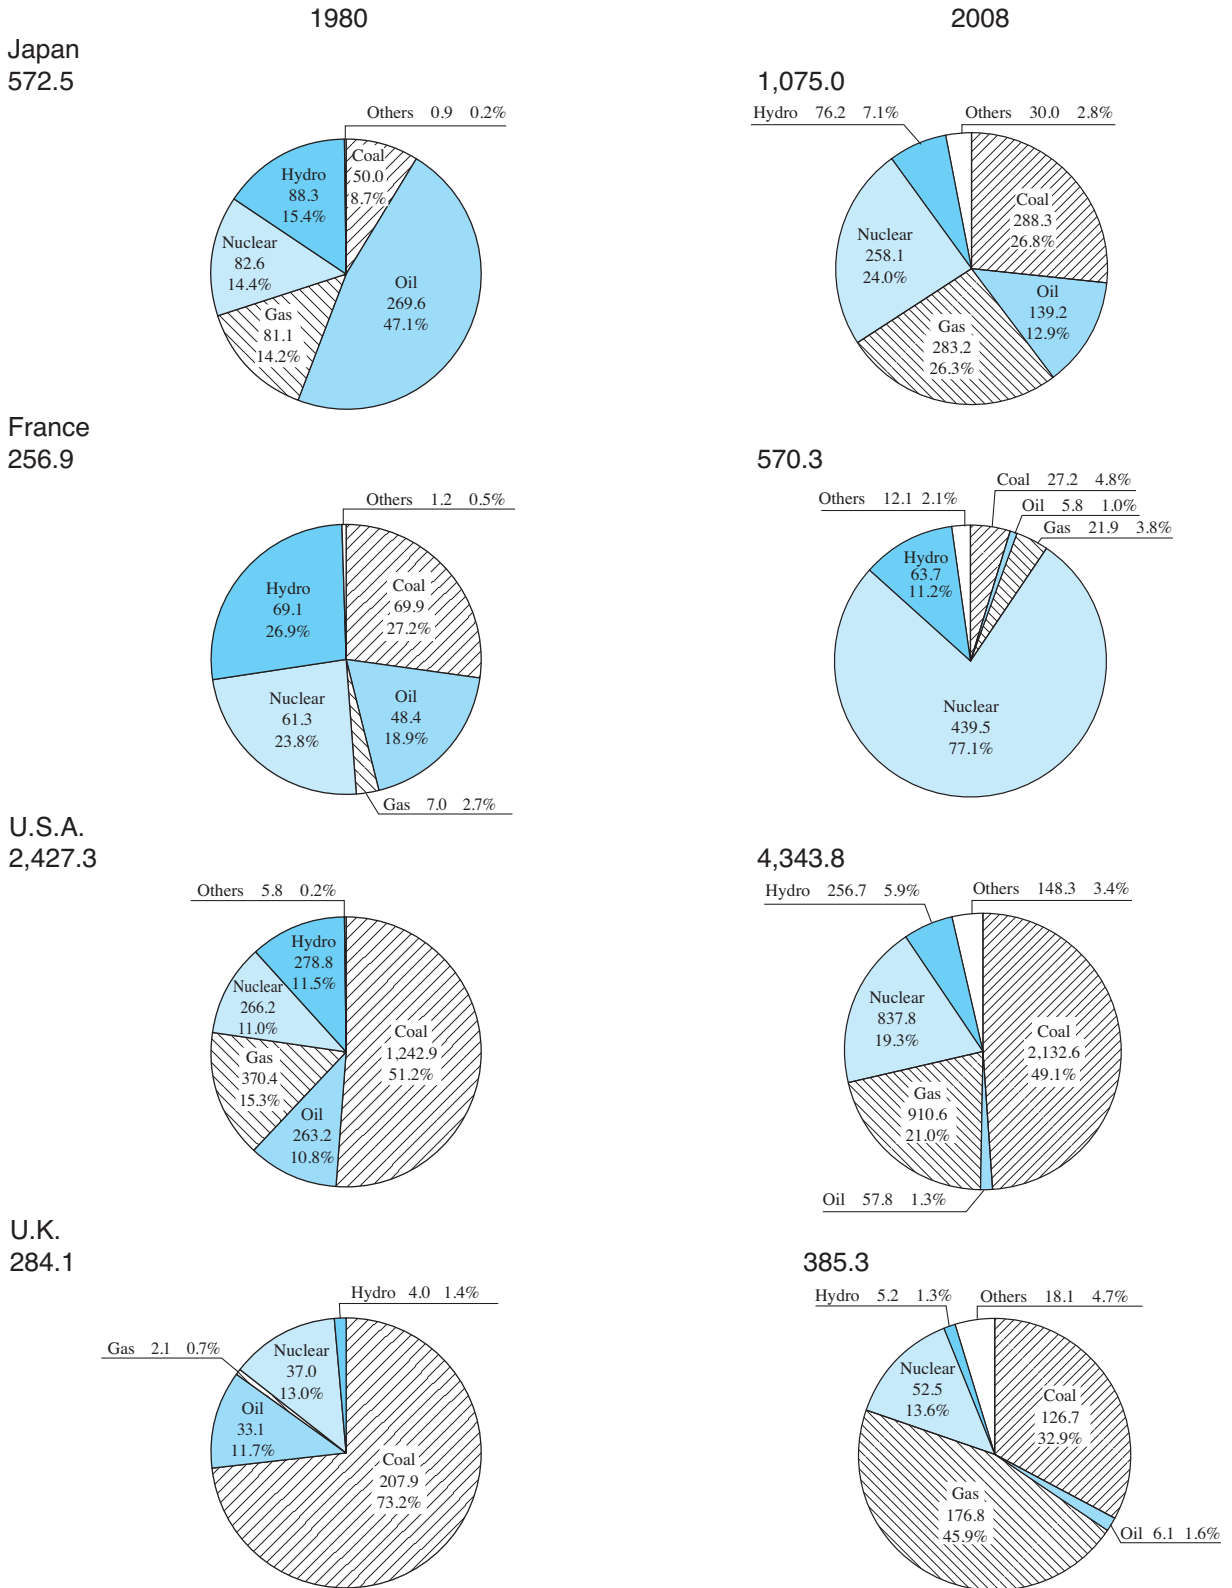 1980
2008
Japan
572.5
Others 0.9 0.2%
Coal
50.0
8.7%
Oil
269.6
47.1%
Gas
81.1
14.2%
Nuclear
82.6
14.4%
Hydro
88.3
15.4%
1,075.0
Hydro 76.2 7.1%
Others 30.0 2.8%
Coal
288.3
26.8%
Oil
139.2
12.9%
Gas
283.2
26.3%
Nuclear
258.1
24.0%
France
256.9
Others 1.2 0.5%
Coal
69.9
27.2%
Oil
48.4
18.9%
Gas 7.0 2.7%
Nuclear
61.3
23.8%
Hydro
69.1
26.9%
570.3
Coal 27.2 4.8%
Others 12.1 2.1%
Oil 5.8 1.0%
Gas 21.9 3.8%
Hydro
63.7
11.2%
Nuclear
439.5
77.1%
U.S.A.
2,427.3
Others 5.8 0.2%
Hydro
278.8
11.5%
Nuclear
266.2
11.0%
Gas
370.4
15.3%
Oil
263.2
10.8%
Coal
1,242.9
51.2%
4,343.8
Hydro 256.7 5.9%
Others 148.3 3.4%
Nuclear
837.8
19.3%
Coal
2,132.6
49.1%
Gas
910.6
21.0%
Oil 57.8 1.3%
U.K.
284.1
Hydro 4.0 1.4%
Gas 2.1 0.7%
Nuclear
37.0
13.0%
Oil
33.1
11.7%
Coal
207.9
73.2%
385.3
Hydro 5.2 1.3%
Others 18.1 4.7%
Nuclear
52.5
13.6%
Coal
126.7
32.9%
Gas
176.8
45.9%
Oil 6.1 1.6%